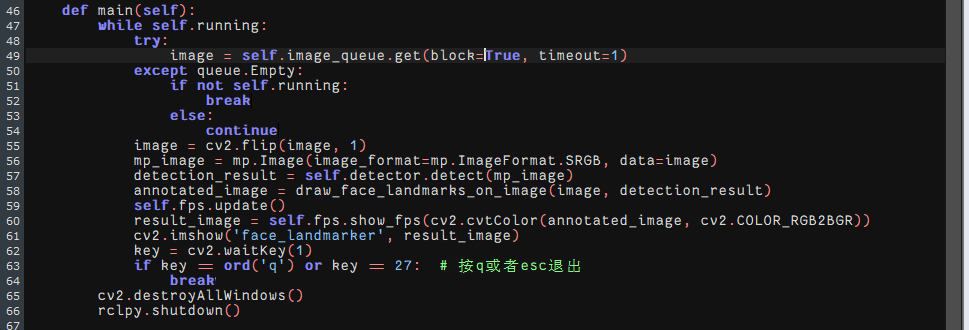 46 def main(self):
47 while self.running:
48 try:
49 image = self.image_queue.get(block=True, timeout=1)
50 except queue.Empty:
51 if not self.running:
52 break
53 else:
54 continue
55 image = cv2.flip(image, 1)
56 mp_image = mp.Image(image_format=mp.ImageFormat.SRGB, data=image)
57 detection_result = self.detector.detect(mp_image)
58 annotated_image = draw_face_landmarks_on_image(image, detection_result)
59 self.fps.update()
60 result_image = self.fps.show_fps(cv2.cvtColor(annotated_image, cv2.COLOR_RGB2BGR))
61 cv2.imshow('face_landmarker', result_image)
62 key = cv2.waitKey(1)
63 if key == ord('q') or key == 27: # 按q或者esc退出
64 break
65 cv2.destroyAllWindows()
66 rclpy.shutdown()
67